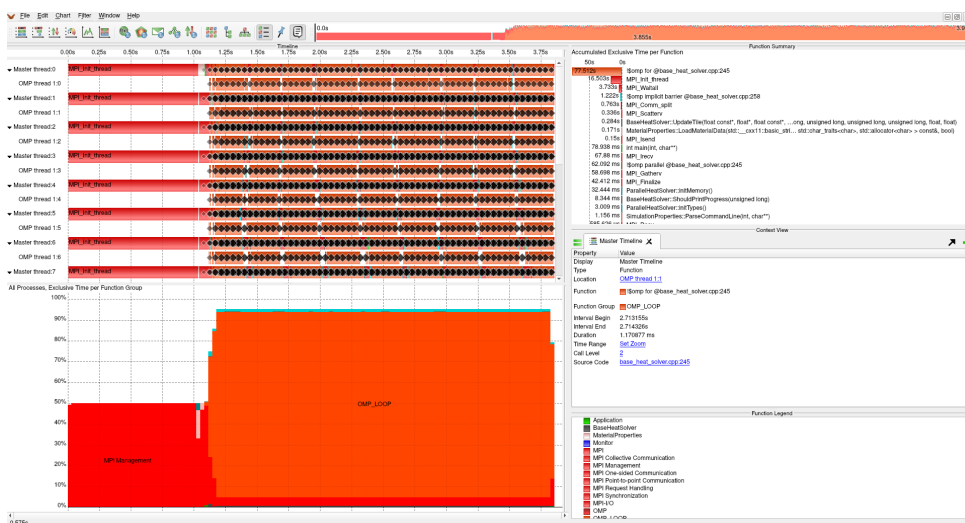 File Edit Chart Filter Window Help
0.0s
3.855s
Timeline
0.00s 0.25s 0.50s 0.75s 1.00s 1.25s 1.50s 1.75s 2.00s 2.25s 2.50s 2.75s 3.00s 3.25s 3.50s 3.75s
Master thread:0 MPI_Init_thread
OMP thread 1:0
Master thread:1 MPI_Init_thread
OMP thread 1:1
Master thread:2 MPI_Init_thread
OMP thread 1:2
Master thread:3 MPI_Init_thread
OMP thread 1:3
Master thread:4 MPI_Init_thread
OMP thread 1:4
Master thread:5 MPI_Init_thread
OMP thread 1:5
Master thread:6 MPI_Init_thread
OMP thread 1:6
Master thread:7 MPI_Init_thread
All Processes, Exclusive Time per Function Group
100%
90%
80%
70%
60%
50%
40%
30%
20%
10%
0%
OMP_LOOP
MPI Management
Function Summary
Accumulated Exclusive Time per Function
50s 0s
77.512s !$omp for @base_heat_solver.cpp:245
16.503s MPI_Init_thread
3.733s MPI_Waitall
1.222s !$omp implicit barrier @base_heat_solver.cpp:258
0.763s MPI_Comm_split
0.336s MPI_Scatterv
0.284s BaseHeatSolver::UpdateTile(float const*, float*, float const*, ...ong, unsigned long, unsigned long, unsigned long, float, float)
0.171s MaterialProperties::LoadMaterialData(std::__cxx11::basic_stri... std::char_traits<char>, std::allocator<char> > const&, bool)
0.15s MPI_Isend
78.938 ms int main(int, char**)
67.88 ms MPI_Irecv
62.092 ms !$omp parallel @base_heat_solver.cpp:245
58.698 ms MPI_Gatherv
42.412 ms MPI_Finalize
32.444 ms ParallelHeatSolver::InitMemory()
8.344 ms BaseHeatSolver::ShouldPrintProgress(unsigned long)
3.009 ms ParallelHeatSolver::InitTypes()
1.156 ms SimulationProperties::ParseCommandLine(int, char**)
Context View
Master Timeline
Property Value
Display Master Timeline
Type Function
Location OMP thread 1:1
Function !$omp for @base_heat_solver.cpp:245
Function Group OMP_LOOP
Interval Begin 2.713155s
Interval End 2.714326s
Duration 1.170877 ms
Time Range Set Zoom
Call Level 2
Source Code base_heat_solver.cpp:245
Function Legend
Application
BaseHeatSolver
MaterialProperties
Monitor
MPI
MPI Collective Communication
MPI Management
MPI One-sided Communication
MPI Point-to-point Communication
MPI Request Handling
MPI Synchronization
MPI-I/O
OMP
OMP_LOOP